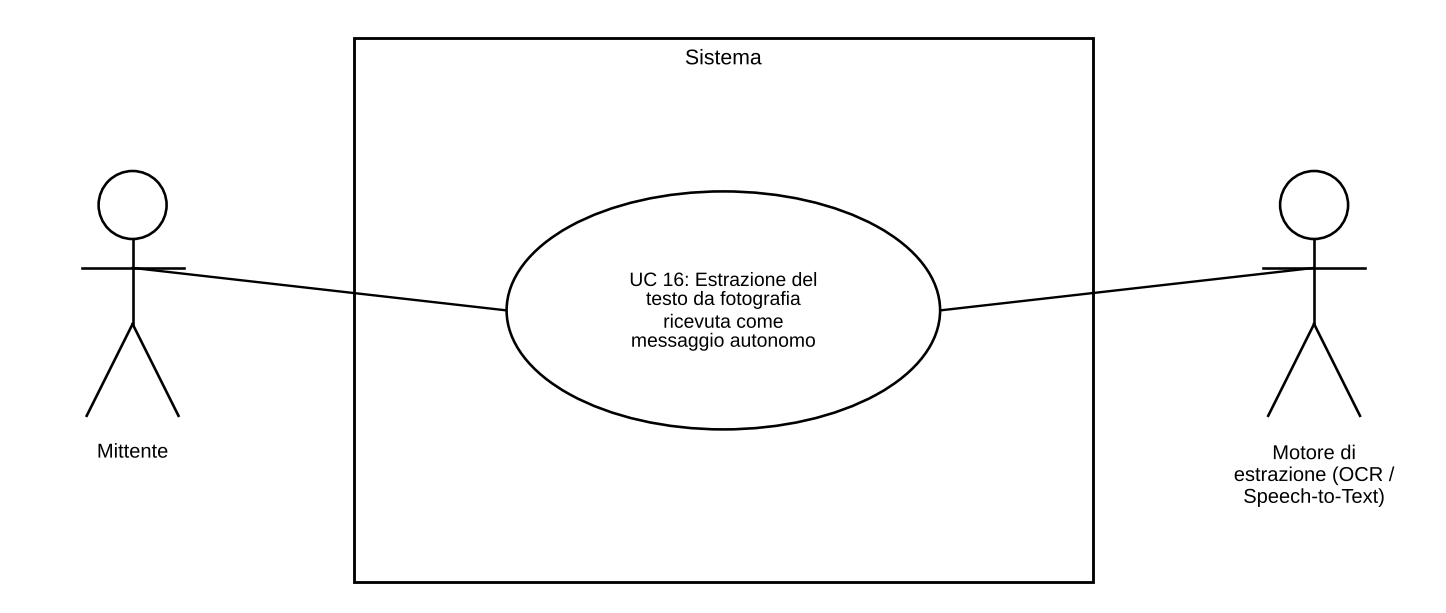 Sistema
UC 16: Estrazione del
testo da fotografia
ricevuta come
messaggio autonomo
Mittente
Motore di
estrazione (OCR /
Speech-to-Text)